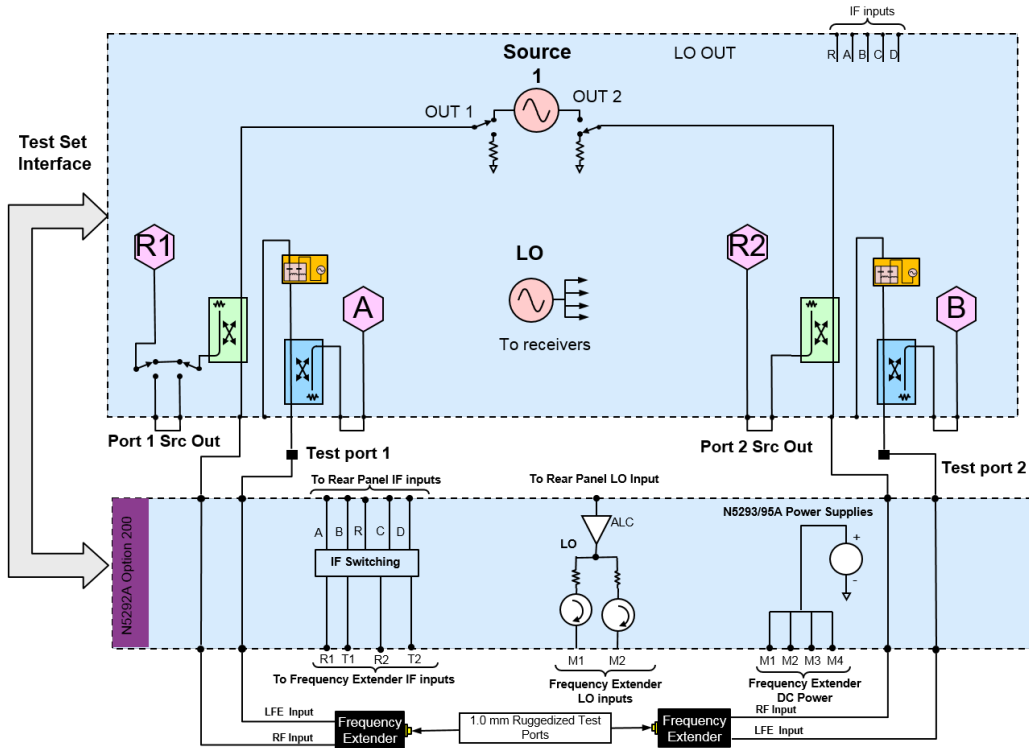 IF inputs
R A B C D
Source
1
LO OUT
OUT 1
OUT 2
Test Set
Interface
R1
A
LO
To receivers
R2
B
Port 1 Src Out
Test port 1
Port 2 Src Out
Test port 2
To Rear Panel IF inputs
A B R C D
IF Switching
R1 T1 R2 T2
To Frequency Extender IF inputs
To Rear Panel LO Input
ALC
LO
M1 M2
Frequency Extender
LO inputs
N5293/95A Power Supplies
+
-
M1 M2 M3 M4
Frequency Extender
DC Power
N5292A Option 200
LFE Input
RF Input
Frequency
Extender
1.0 mm Ruggedized Test
Ports
Frequency
Extender
RF Input
LFE Input